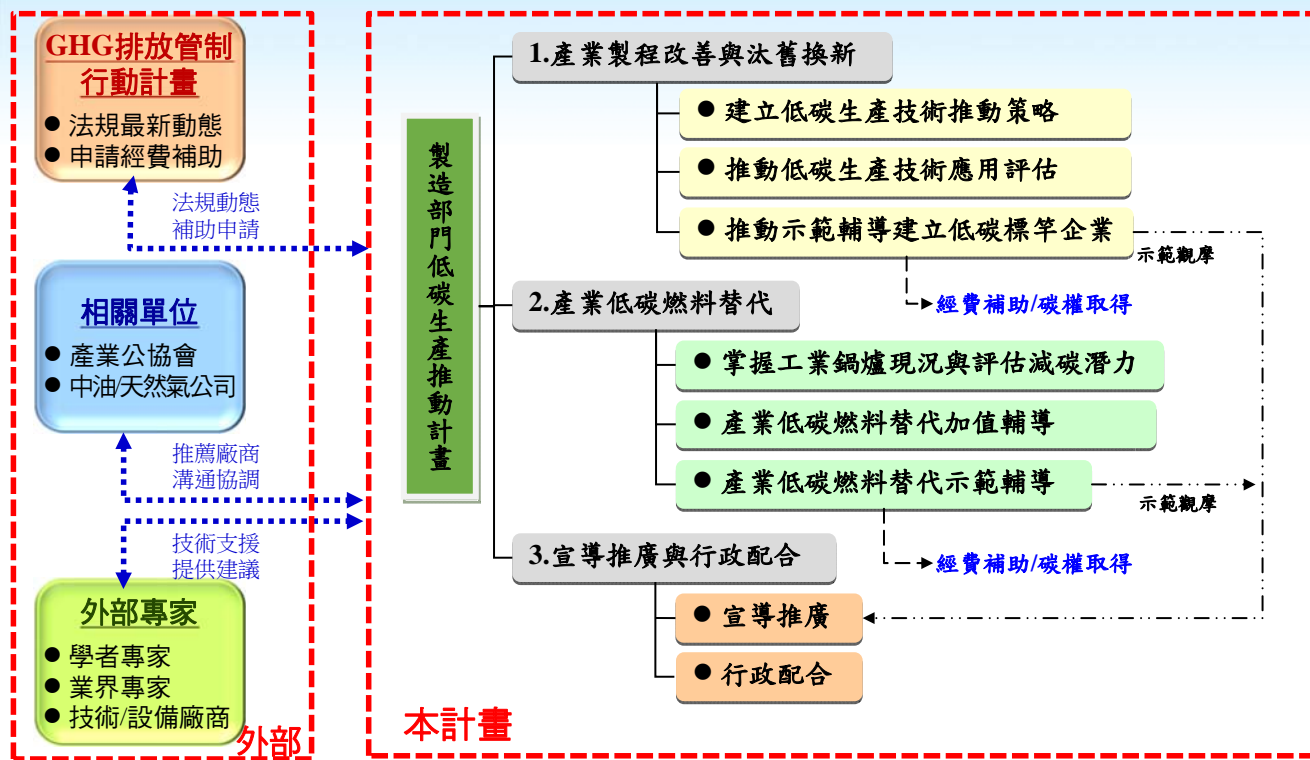 GHG排放管制
行動計畫
● 法規最新動態
● 申請經費補助
法規動態
補助申請
相關單位
● 產業公協會
● 中油/天然氣公司
推薦廠商
溝通協調
技術支援
提供建議
外部專家
● 學者專家
● 業界專家
● 技術/設備廠商
外部
製造部門低碳生產推動計畫
1.產業製程改善與汰舊換新
● 建立低碳生產技術推動策略
● 推動低碳生產技術應用評估
● 推動示範輔導建立低碳標竿企業
示範觀摩
經費補助/碳權取得
2.產業低碳燃料替代
● 掌握工業鍋爐現況與評估減碳潛力
● 產業低碳燃料替代加值輔導
● 產業低碳燃料替代示範輔導
示範觀摩
經費補助/碳權取得
3.宣導推廣與行政配合
● 宣導推廣
● 行政配合
本計畫